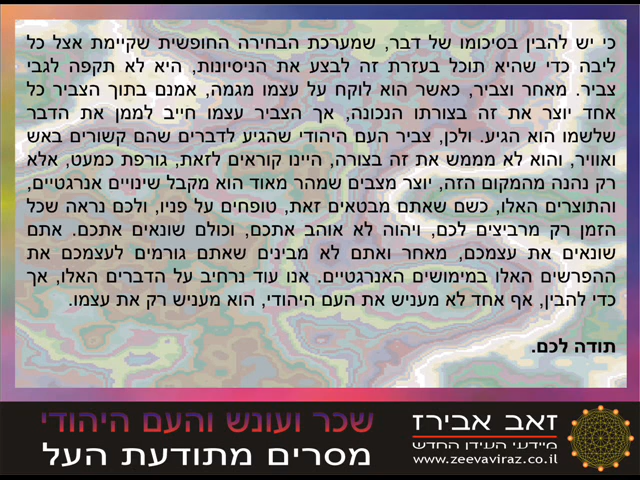 כי יש להבין בסיכומו של דבר, שמערכת הבחירה החופשית שקיימת אצל כל
ליבה כדי שהיא תוכל בעזרת זה לבצע את הניסיונות, היא לא תקפה לגבי
צביר. מאחר וצביר, כאשר הוא לוקח על עצמו מגמה, אמנם בתוך הצביר כל
אחד יוצר את זה בצורתו הנכונה, אך הצביר עצמו חייב לממן את הדבר
שלשמו הוא הגיע. ולכן, צביר העם היהודי שהגיע לדברים שהם קשורים באש
ואוויר, והוא לא מממש את זה בצורה, היינו קוראים לזאת, גורפת כמעט, אלא
רק נהנה מהמקום הזה, יוצר מצבים שמהר מאוד הוא מקבל שינויים אנרגטיים,
והתוצרים האלו, כשם שאתם מבטאים זאת, טופחים על פניו, ולכם נראה שכל
הזמן רק מרביצים לכם, ויהוה לא אוהב אתכם, וכולם שונאים אתכם. אתם
שונאים את עצמכם, מאחר ואתם לא מבינים שאתם גורמים לעצמכם את
ההפרשים האלו במימושים האנרגטיים. אנו עוד נרחיב על הדברים האלו, אך
כדי להבין, אף אחד לא מעניש את העם היהודי, הוא מעניש רק את עצמו.
תודה לכם.
שכר ועונש והעם היהודי
מסרים מתודעת העל
זאב אבירז
מיידעי העידן החדש
www.zeevaviraz.co.il